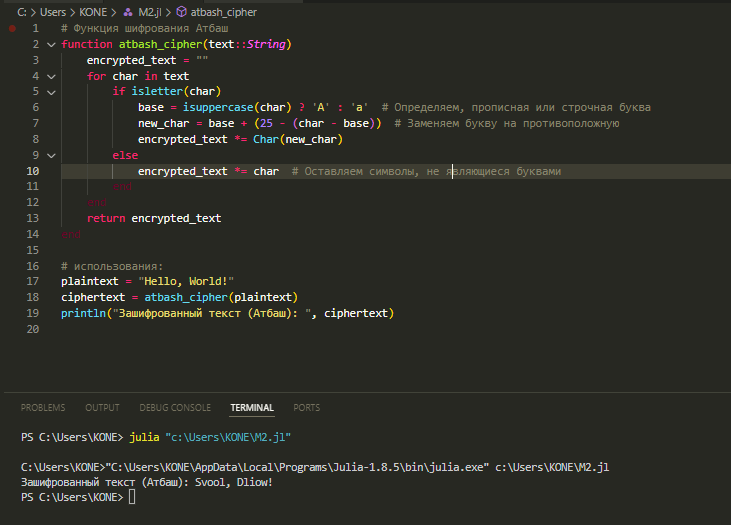 C: > Users > KONE > M2.jl > atbash_cipher
1 # Функция шифрования Атбаш
2 function atbash_cipher(text::String)
3     encrypted_text = ""
4     for char in text
5         if isletter(char)
6             base = isuppercase(char) ? 'A' : 'a'  # Определяем, прописная или строчная буква
7             new_char = base + (25 - (char - base))  # Заменяем букву на противоположную
8             encrypted_text *= Char(new_char)
9         else
10             encrypted_text *= char  # Оставляем символы, не являющиеся буквами
11         end
12     end
13     return encrypted_text
14 end
15
16 # использования:
17 plaintext = "Hello, World!"
18 ciphertext = atbash_cipher(plaintext)
19 println("Зашифрованный текст (Атбаш): ", ciphertext)
20
PROBLEMS OUTPUT DEBUG CONSOLE TERMINAL PORTS
PS C:\Users\KONE> julia "c:\Users\KONE\M2.jl"
C:\Users\KONE>"C:\Users\KONE\AppData\Local\Programs\Julia-1.8.5\bin\julia.exe" c:\Users\KONE\M2.jl
Зашифрованный текст (Атбаш): Svool, Dliow!
PS C:\Users\KONE>